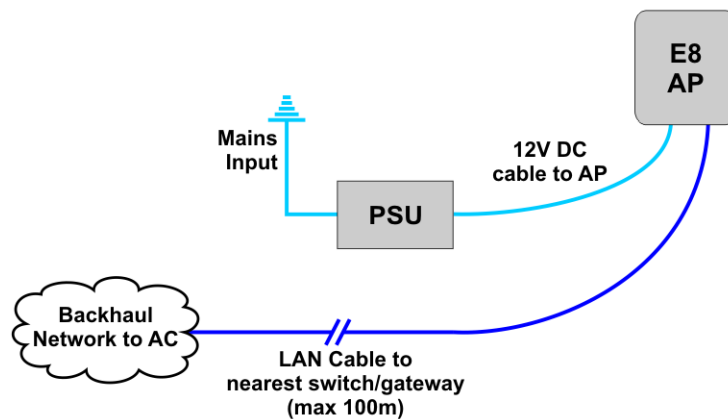 E8
AP
Mains
Input
12V DC
cable to AP
PSU
Backhaul
Network to AC
LAN Cable to
nearest switch/gateway
(max 100m)